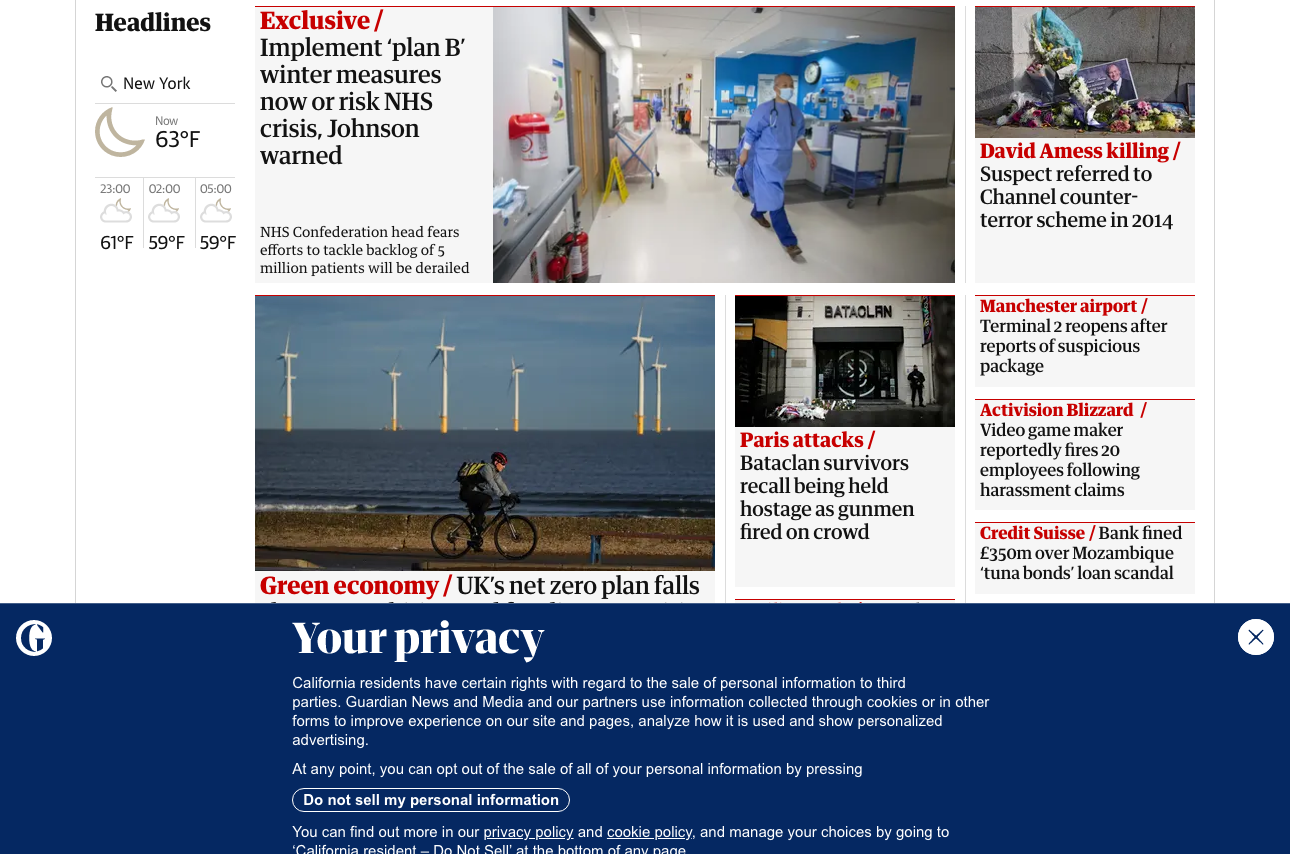 Headlines
New York
Now
63°F
23:00
02:00
05:00
61°F
59°F
59°F
Exclusive /
Implement ‘plan B’
winter measures
now or risk NHS
crisis, Johnson
warned
NHS Confederation head fears
efforts to tackle backlog of 5
million patients will be derailed
David Amess killing /
Suspect referred to
Channel counter-
terror scheme in 2014
Green economy / UK’s net zero plan falls
BATACLAN
Paris attacks /
Bataclan survivors
recall being held
hostage as gunmen
fired on crowd
Manchester airport /
Terminal 2 reopens after
reports of suspicious
package
Activision Blizzard /
Video game maker
reportedly fires 20
employees following
harassment claims
Credit Suisse / Bank fined
£350m over Mozambique
‘tuna bonds’ loan scandal
G
Your privacy
California residents have certain rights with regard to the sale of personal information to third
parties. Guardian News and Media and our partners use information collected through cookies or in other
forms to improve experience on our site and pages, analyze how it is used and show personalized
advertising.
At any point, you can opt out of the sale of all of your personal information by pressing
Do not sell my personal information
You can find out more in our privacy policy and cookie policy, and manage your choices by going to
‘California resident – Do Not Sell’ at the bottom of any page.